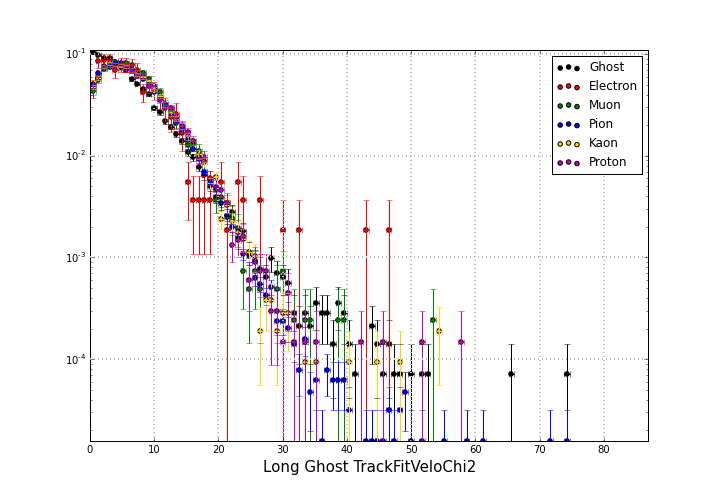 10^-1
10^-2
10^-3
10^-4
Ghost
Electron
Muon
Pion
Kaon
Proton
0 10 20 30 40 50 60 70 80
Long Ghost TrackFitVeloChi2